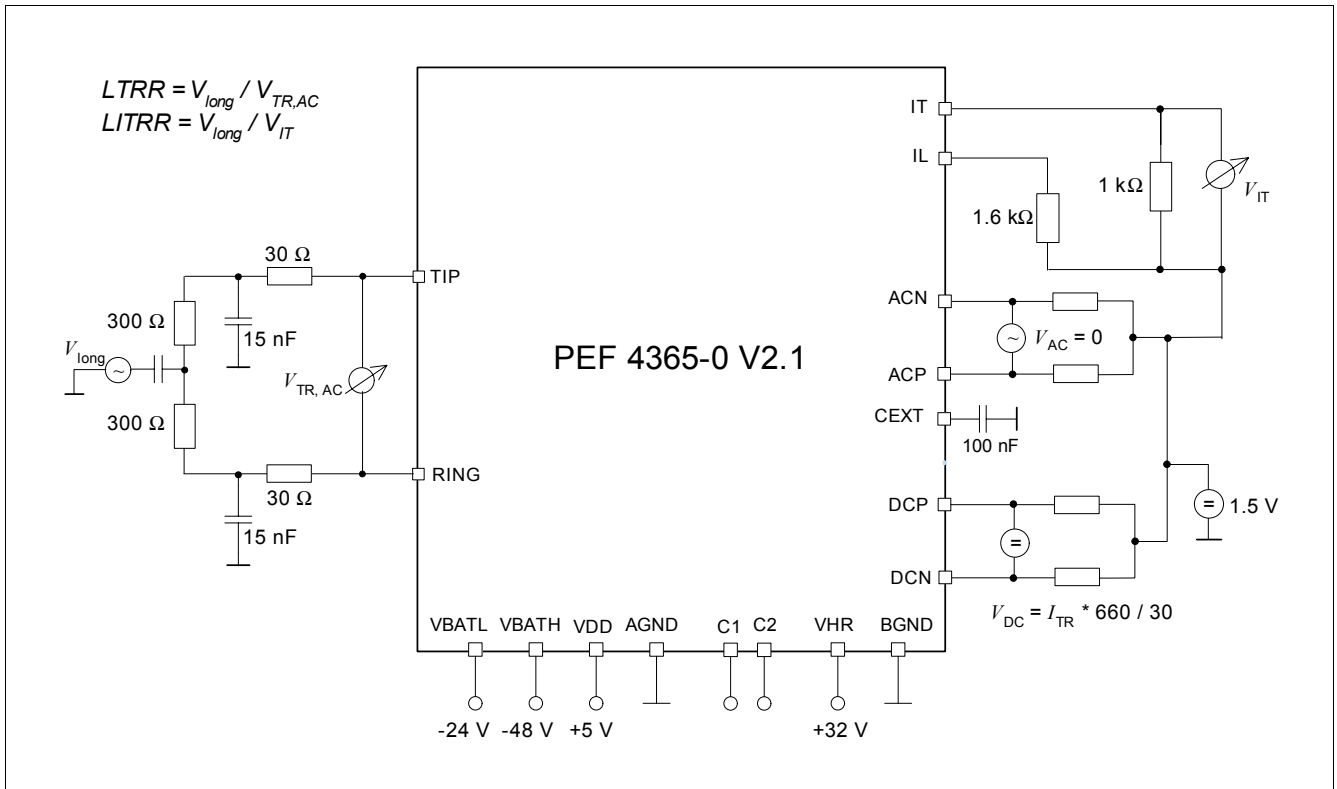 LTRR = Vlong / VTR,AC
LITRR = Vlong / VIT
IT
IL
1 kΩ
VIT
1.6 kΩ
30 Ω
TIP
ACN
300 Ω
15 nF
VAC = 0
Vlong
~
~
PEF 4365-0 V2.1
VTR, AC
ACP
300 Ω
CEXT
100 nF
RING
30 Ω
DCP
=
1.5 V
15 nF
=
DCN
VDC = ITR * 660 / 30
VBATL VBATH VDD AGND C1 C2 VHR BGND
-24 V -48 V +5 V +32 V